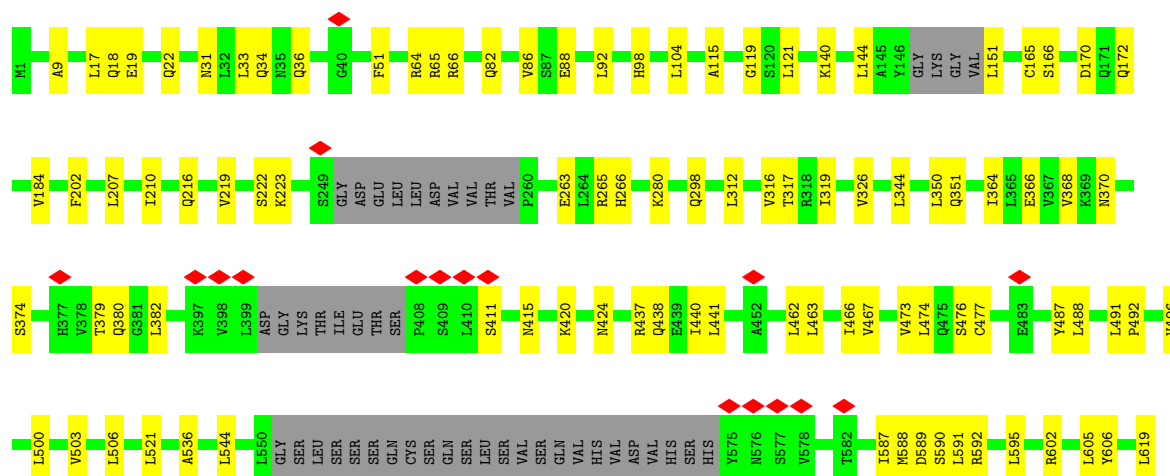 M1 A9 L17 Q18 E19 Q22 N31 L32 L33 Q34 N35 Q36 G40 F51 R64 R65 R66 Q82 V86 S87 E88 L92 H98 L104 A115 G119 S120 L121 K140 L144 A145 Y146 GLY LYS GLY VAL L151 C165 S166 D170 Q171 Q172
V184 F202 L207 I210 Q216 V219 S222 K223 S249 GLY ASP GLU LEU LEU ASP VAL VAL THR VAL P260 E263 L264 R265 H266 K280 Q298 L312 V316 T317 R318 I319 V326 L344 L350 Q351 I364 L365 E366 V367 V368 K369 N370
S374 H377 V378 T379 Q380 G381 L382 K397 V398 L399 ASP GLY LYS THR ILE GLU THR SER P408 S409 L410 S411 N415 K420 N424 R437 Q438 E439 I440 L441 A452 L462 L463 I466 V467 V473 L474 Q475 S476 C477 E483 Y487 L488 L491 P492
L500 V503 L506 L521 A536 L544 L550 GLY SER LEU SER SER SER GLN CYS SER GLN SER LEU SER VAL SER GLN VAL VAL HIS VAL ASP VAL HIS SER HIS Y575 N576 S577 V578 T582 I587 M588 D589 S590 L591 R592 L595 R602 L605 Y606 L619